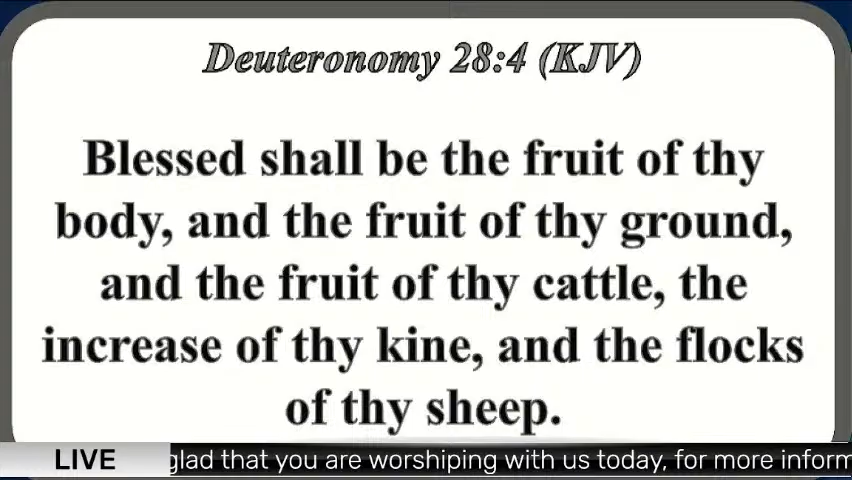 Deuteronomy 28:4 (KJV)
Blessed shall be the fruit of thy
body, and the fruit of thy ground,
and the fruit of thy cattle, the
increase of thy kine, and the flocks
of thy sheep.
LIVE
glad that you are worshiping with us today, for more inform